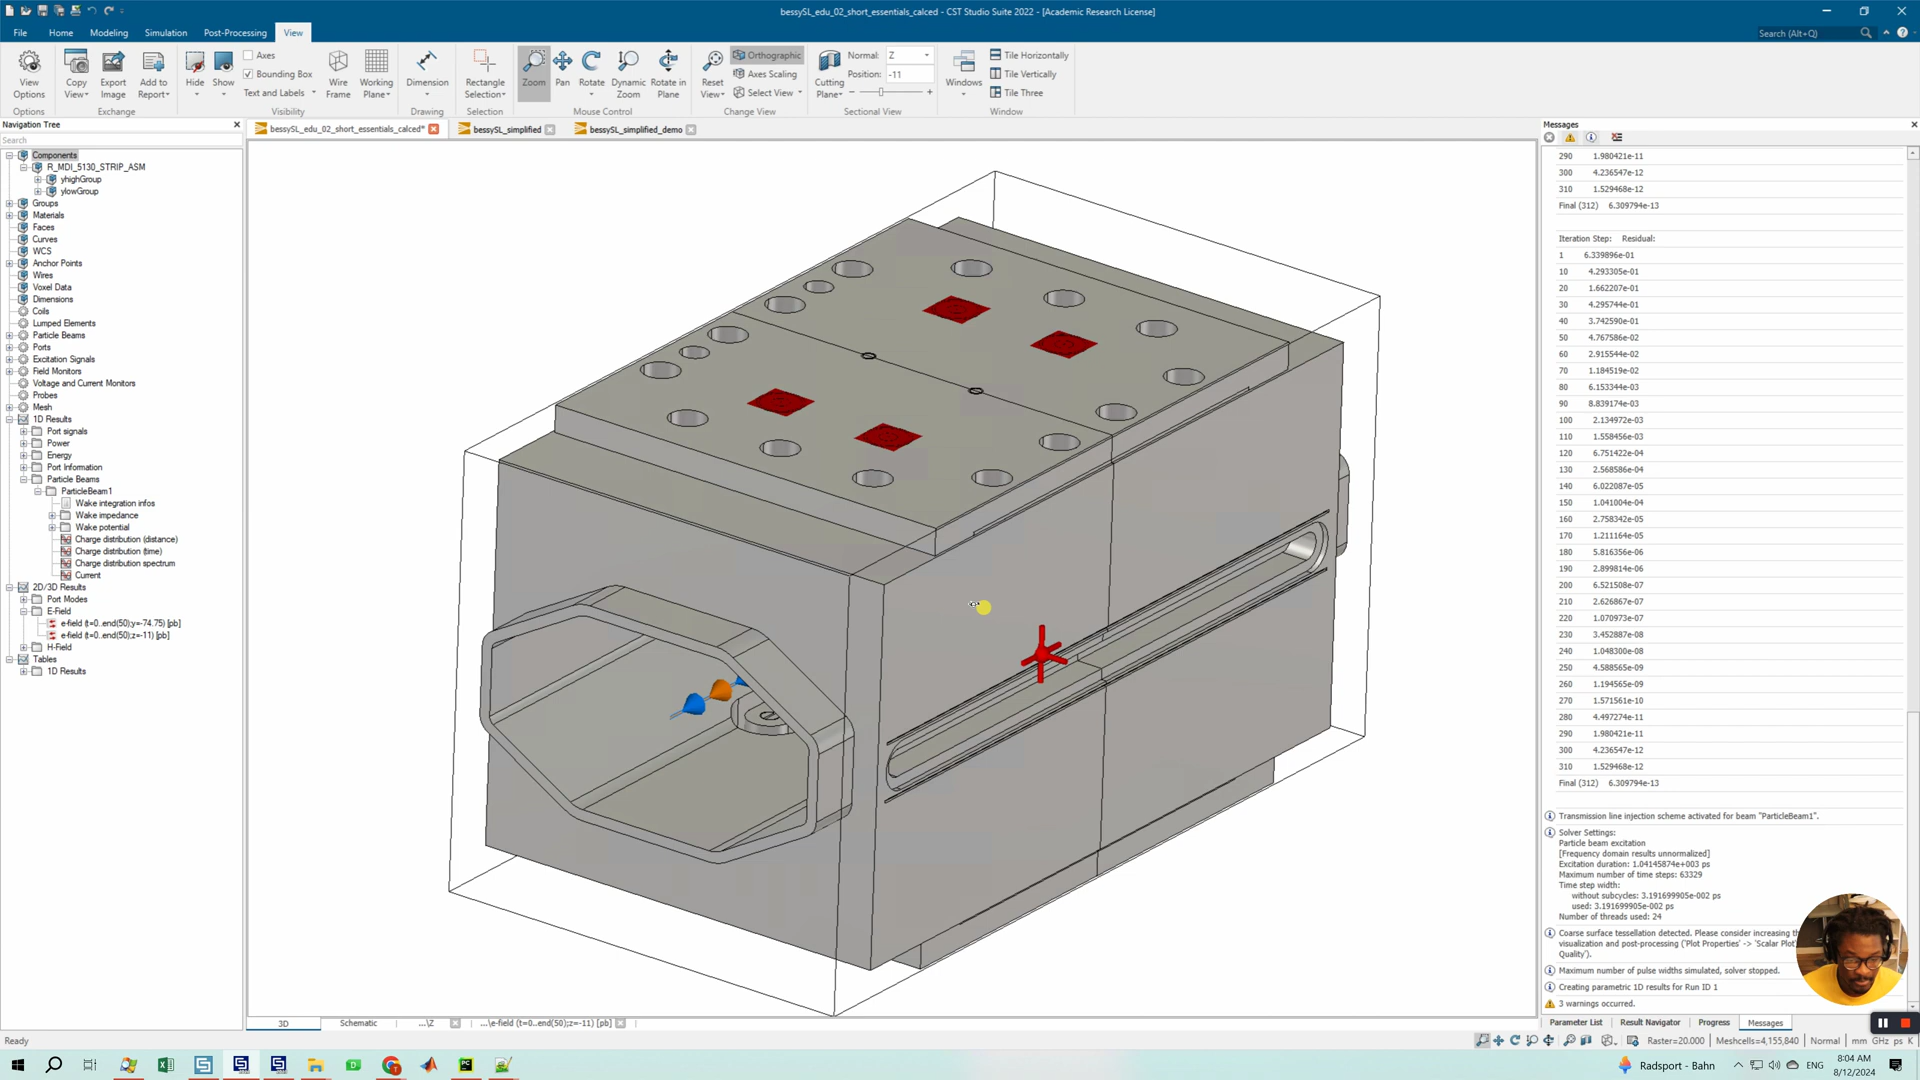 bessySL_edu_02_short_essentials_calced - CST Studio Suite 2022 - [Academic Research License]
File Home Modeling Simulation Post-Processing View
Search (Alt+Q)
View Options
Copy View
Export Image
Add to Report
Hide
Show
Axes
Bounding Box
Text and Labels
Wire Frame
Working Plane
Dimension
Rectangle Selection
Zoom
Pan
Rotate
Dynamic Zoom
Rotate in Plane
Reset View
Orthographic
Axes Scaling
Select View
Cutting Plane
Normal: Z
Position: -11
Windows
Tile Horizontally
Tile Vertically
Tile Three
Options Exchange Visibility Drawing Selection Mouse Control Change View Sectional View Window
Navigation Tree
Search
Components
R_MDI_5130_STRIP_ASM
yhighGroup
ylowGroup
Groups
Materials
Faces
Curves
WCS
Anchor Points
Wires
Voxel Data
Dimensions
Coils
Lumped Elements
Particle Beams
Ports
Excitation Signals
Field Monitors
Voltage and Current Monitors
Probes
Mesh
1D Results
Port signals
Power
Energy
Port Information
Particle Beams
ParticleBeam1
Wake integration infos
Wake impedance
Wake potential
Charge distribution (distance)
Charge distribution (time)
Charge distribution spectrum
Current
2D/3D Results
Port Modes
E-Field
e-field (t=0..end(50);y=-74.75) [pb]
e-field (t=0..end(50);z=-11) [pb]
H-Field
Tables
1D Results
bessySL_edu_02_short_essentials_calced* bessySL_simplified bessySL_simplified_demo
3D Schematic ...\Z ...\e-field (t=0..end(50);z=-11) [pb]
Messages
290 1.980421e-11
300 4.236547e-12
310 1.529468e-12
Final (312) 6.309794e-13
Iteration Step: Residual:
1 6.339896e-01
10 4.293305e-01
20 1.662207e-01
30 4.295744e-01
40 3.742590e-01
50 4.767586e-02
60 2.915544e-02
70 1.184519e-02
80 6.153344e-03
90 8.839174e-03
100 2.134972e-03
110 1.558456e-03
120 6.751422e-04
130 2.568586e-04
140 6.022087e-05
150 1.041001e-04
160 2.758342e-05
170 1.211164e-05
180 5.816356e-06
190 2.899814e-06
200 6.521508e-07
210 2.626867e-07
220 1.070973e-07
230 3.452887e-08
240 1.048300e-08
250 4.588565e-09
260 1.194565e-09
270 1.571561e-10
280 4.497274e-11
290 1.980421e-11
300 4.236547e-12
310 1.529468e-12
Final (312) 6.309794e-13
Transmission line injection scheme activated for beam "ParticleBeam1".
Solver Settings:
Particle beam excitation
[Frequency domain results unnormalized]
Excitation duration: 1.04145874e+003 ps
Maximum number of time steps: 63329
Time step width:
without subcycles: 3.191699905e-002 ps
used: 3.191699905e-002 ps
Number of threads used: 24
Coarse surface tessellation detected. Please consider increasing
visualization and post-processing ('Plot Properties' -> 'Scalar Plot
Quality').
Maximum number of pulse widths simulated, solver stopped.
Creating parametric 1D results for Run ID 1
3 warnings occurred.
Parameter List Result Navigator Progress Messages
Ready
Raster=20.000 Meshcells=4,155,840 Normal mm GHz ps K
Radsport - Bahn
ENG
8:04 AM
8/12/2024